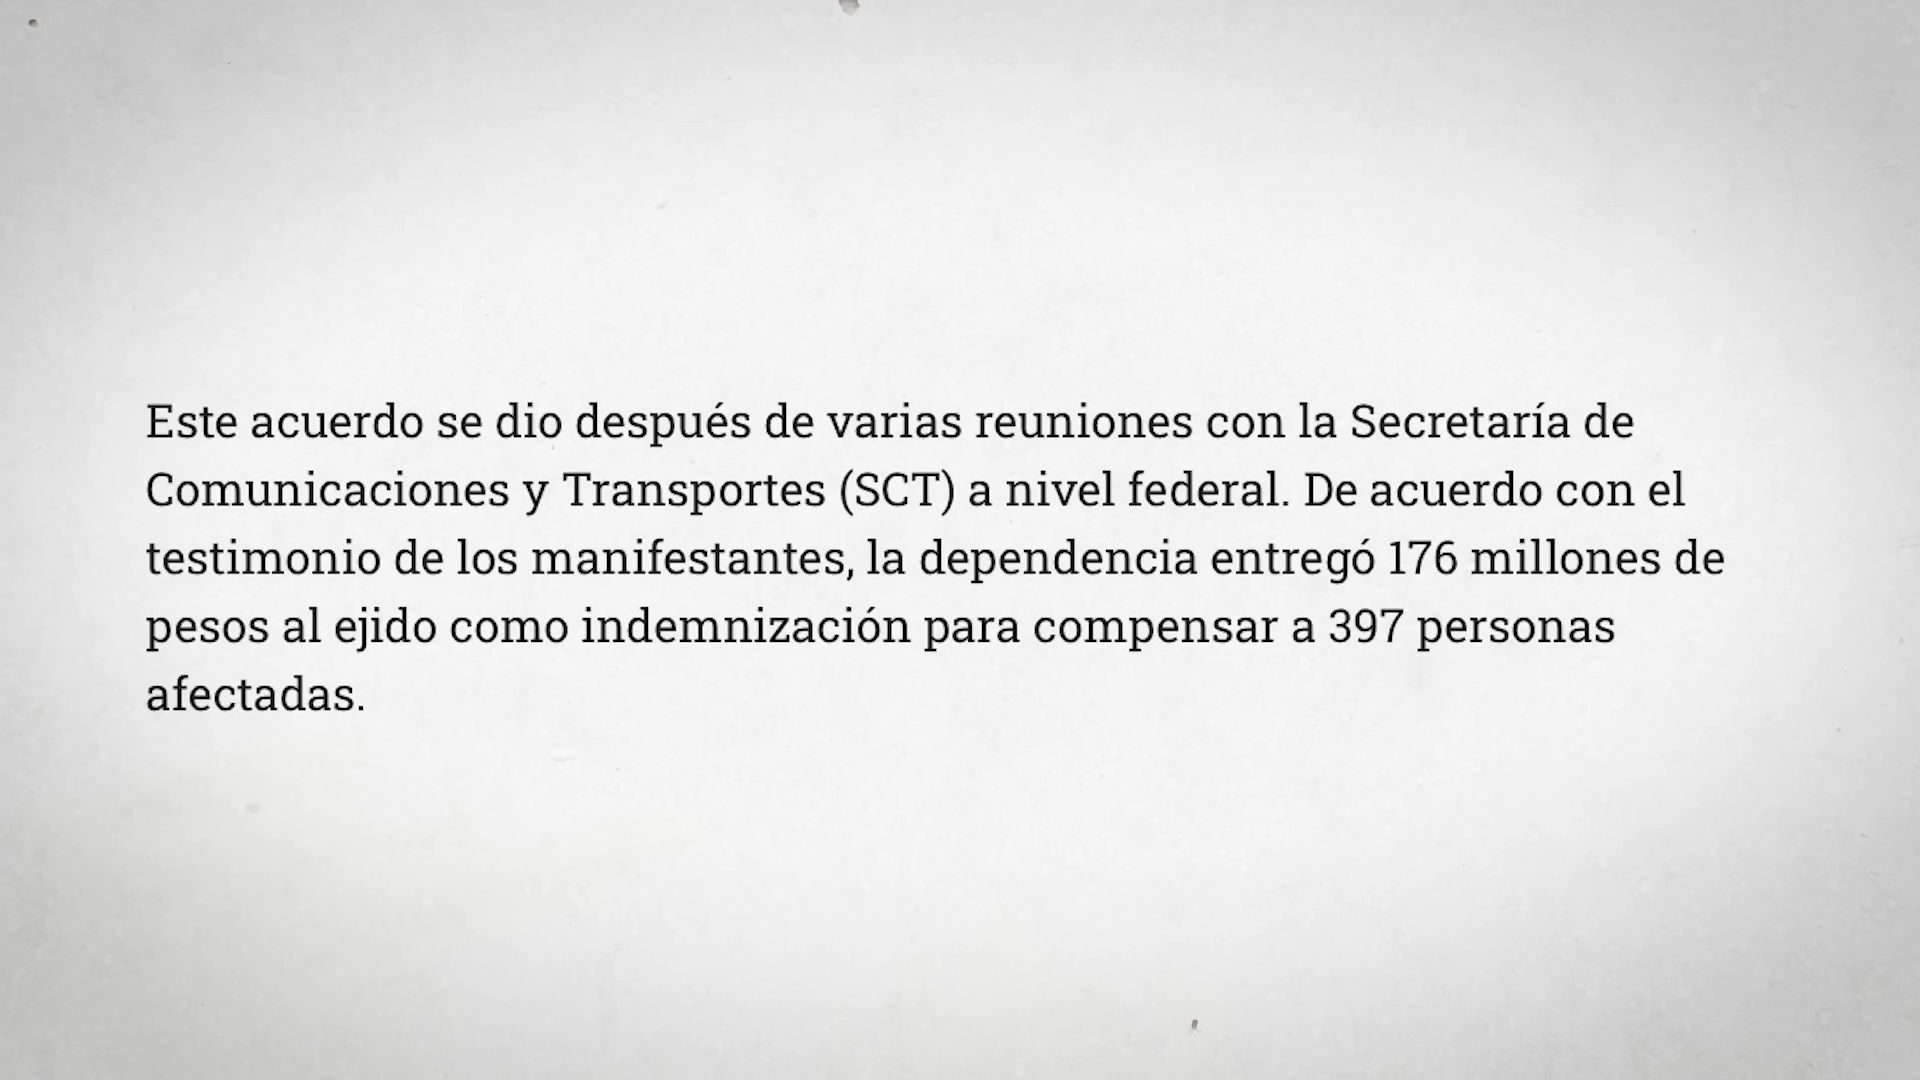 Este acuerdo se dio después de varias reuniones con la Secretaría de
Comunicaciones y Transportes (SCT) a nivel federal. De acuerdo con el
testimonio de los manifestantes, la dependencia entregó 176 millones de
pesos al ejido como indemnización para compensar a 397 personas
afectadas.